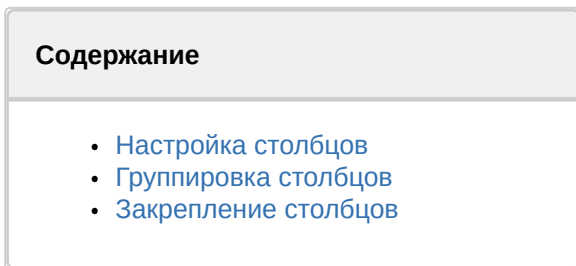 Содержание
• Настройка столбцов
• Группировка столбцов
• Закрепление столбцов